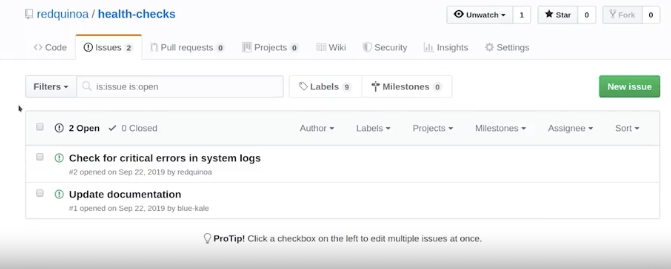 redquinoa / health-checks
Unwatch 1 Star 0 Fork 0
Code Issues 2 Pull requests 0 Projects 0 Wiki Security Insights Settings
Filters is:issue is:open Labels 9 Milestones 0 New issue
2 Open 0 Closed Author Labels Projects Milestones Assignee Sort
Check for critical errors in system logs
#2 opened on Sep 22, 2019 by redquinoa
Update documentation
#1 opened on Sep 22, 2019 by blue-kale
ProTip! Click a checkbox on the left to edit multiple issues at once.